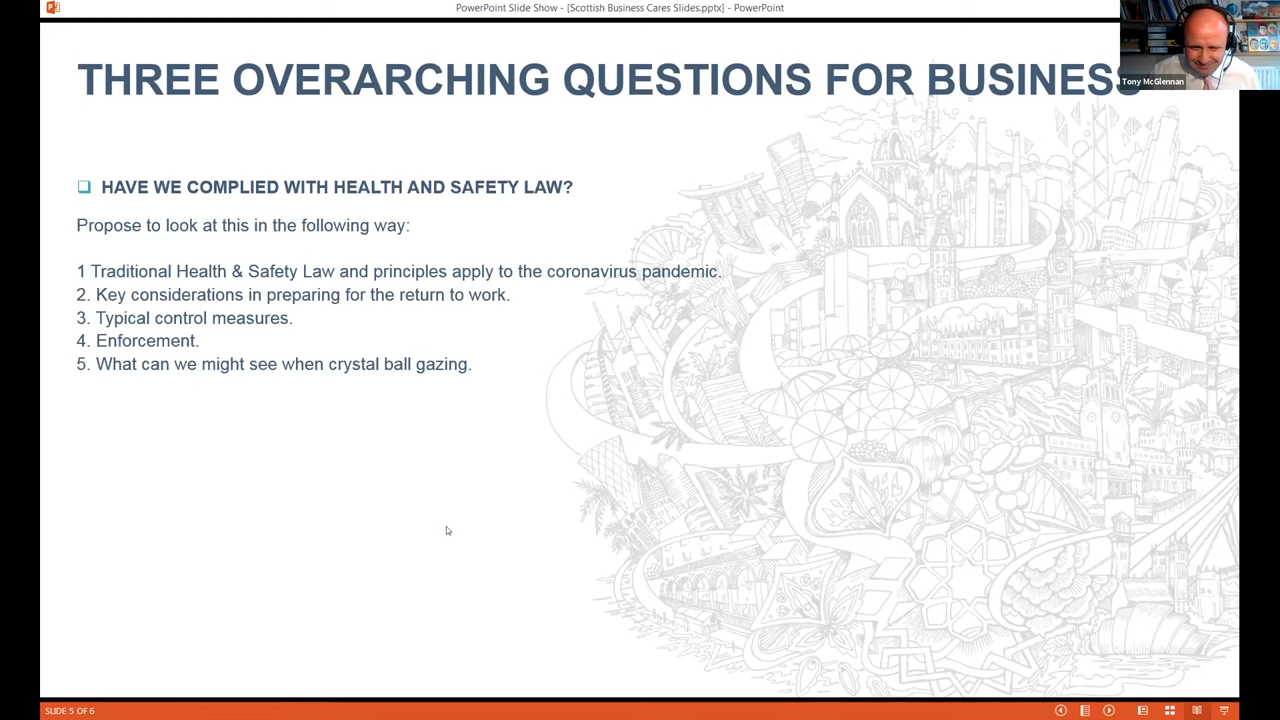 PowerPoint Slide Show - [Scottish Business Cares Slides.pptx] - PowerPoint
Tony McGlennan
THREE OVERARCHING QUESTIONS FOR BUSINESS
HAVE WE COMPLIED WITH HEALTH AND SAFETY LAW?
Propose to look at this in the following way:
1 Traditional Health & Safety Law and principles apply to the coronavirus pandemic.
2. Key considerations in preparing for the return to work.
3. Typical control measures.
4. Enforcement.
5. What can we might see when crystal ball gazing.
SLIDE 5 OF 6